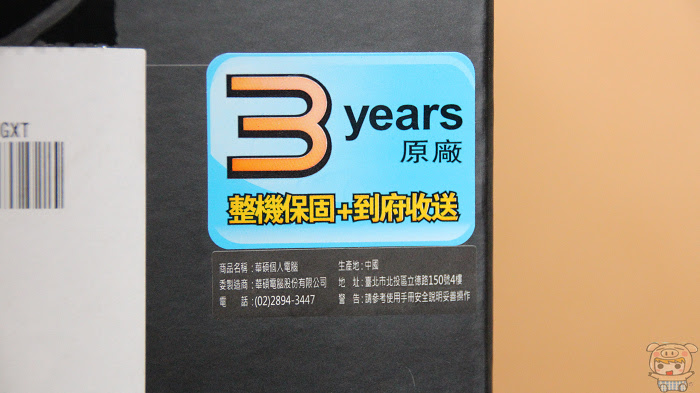 GXT
3 years
原廠
整機保固+到府收送
商品名稱：華碩個人電腦
生產地：中國
委製造商：華碩電腦股份有限公司
地　址：臺北市北投區立德路150號4樓
電　話：(02)2894-3447
警　告：請參考使用手冊安全說明妥善操作